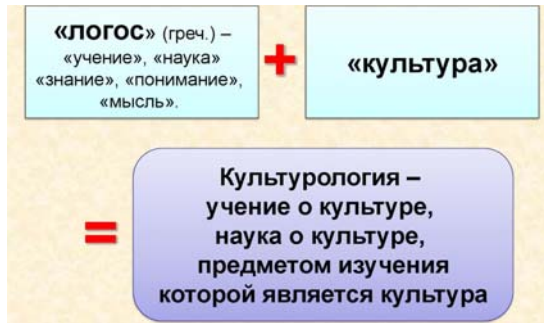 «ЛОГОС» (греч.) –
«учение», «наука»
«знание», «понимание»,
«мысль».
+
«культура»
=
Культурология –
учение о культуре,
наука о культуре,
предметом изучения
которой является культура